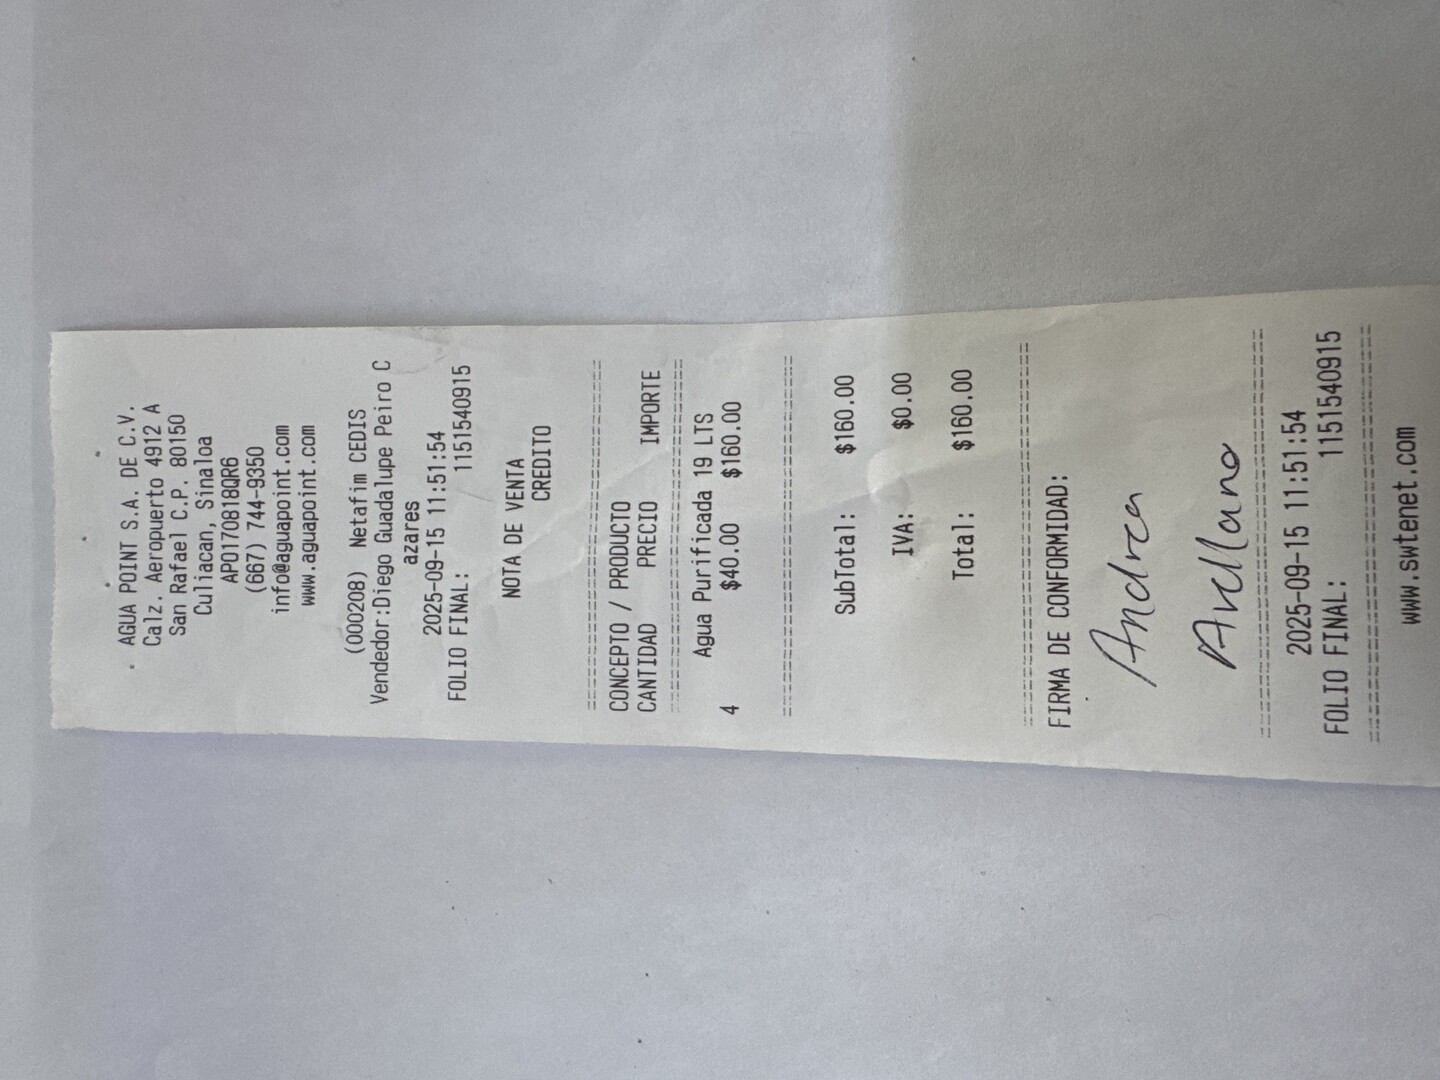 AGUA POINT S.A. DE C.V.
Calz. Aeropuerto 4912 A
San Rafael C.P. 80150
Culiacan, Sinaloa
APO170818QR6
(667) 744-9350
info@aguapoint.com
www.aguapoint.com
(000208) Netafim CEDIS
Vendedor:Diego Guadalupe Peiro C
azares
2025-09-15 11:51:54
FOLIO FINAL: 1151540915
NOTA DE VENTA
CREDITO
================================
CONCEPTO / PRODUCTO
CANTIDAD PRECIO IMPORTE
================================
Agua Purificada 19 LTS
4 $40.00 $160.00
================================
SubTotal: $160.00
IVA: $0.00
Total: $160.00
================================
FIRMA DE CONFORMIDAD:
Andrea
Avellano
================================
2025-09-15 11:51:54
FOLIO FINAL: 1151540915
================================
www.swtenet.com